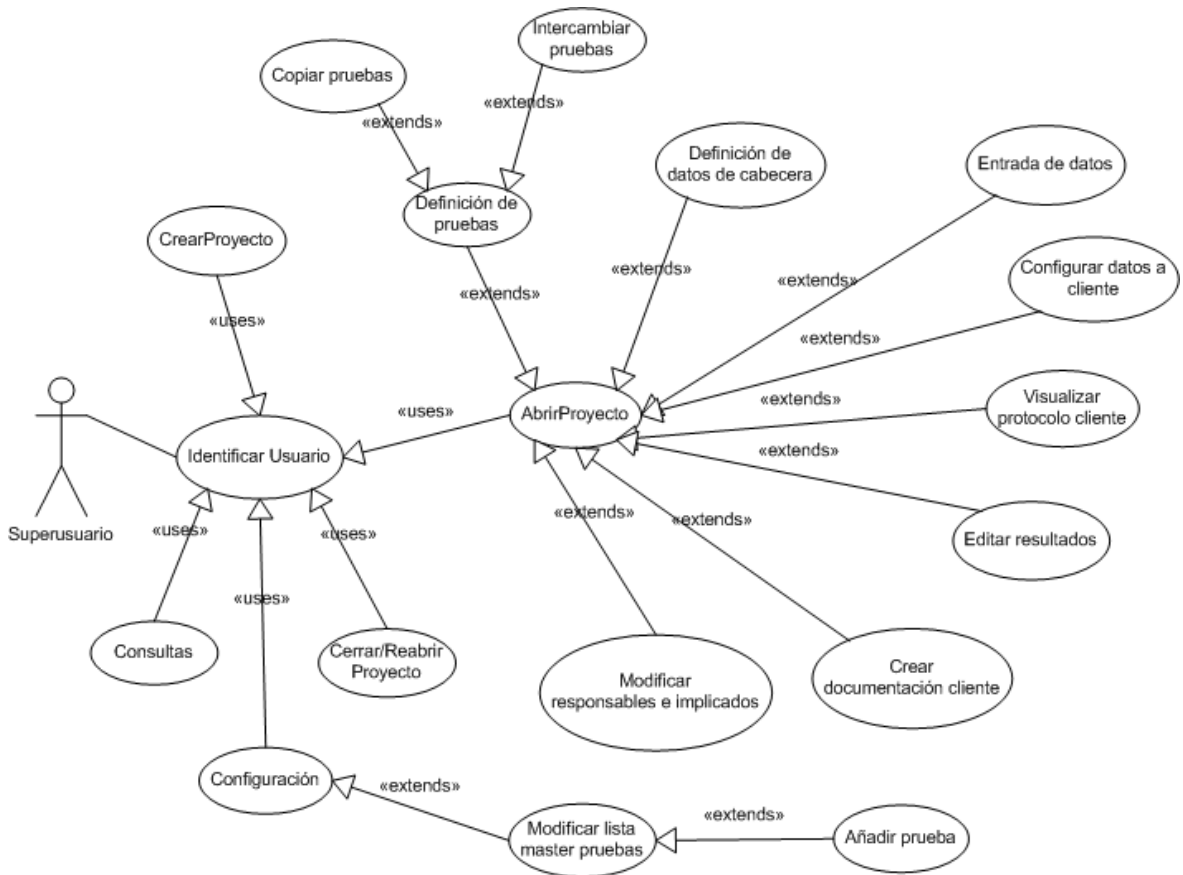 Intercambiar
pruebas
Copiar pruebas
«extends»
«extends»
Definición de
datos de cabecera
Entrada de datos
Definición de
pruebas
CrearProyecto
Configurar datos a
cliente
«extends»
«extends»
«extends»
«uses»
«extends»
Visualizar
protocolo cliente
«extends»
«uses»
AbrirProyecto
Identificar Usuario
«extends»
Superusuario
«uses»
«uses»
«extends»
«extends»
Editar resultados
«uses»
Consultas
Cerrar/Reabrir
Proyecto
Modificar
responsables e implicados
Crear
documentación cliente
Configuración
«extends»
«extends»
Modificar lista
master pruebas
Añadir prueba